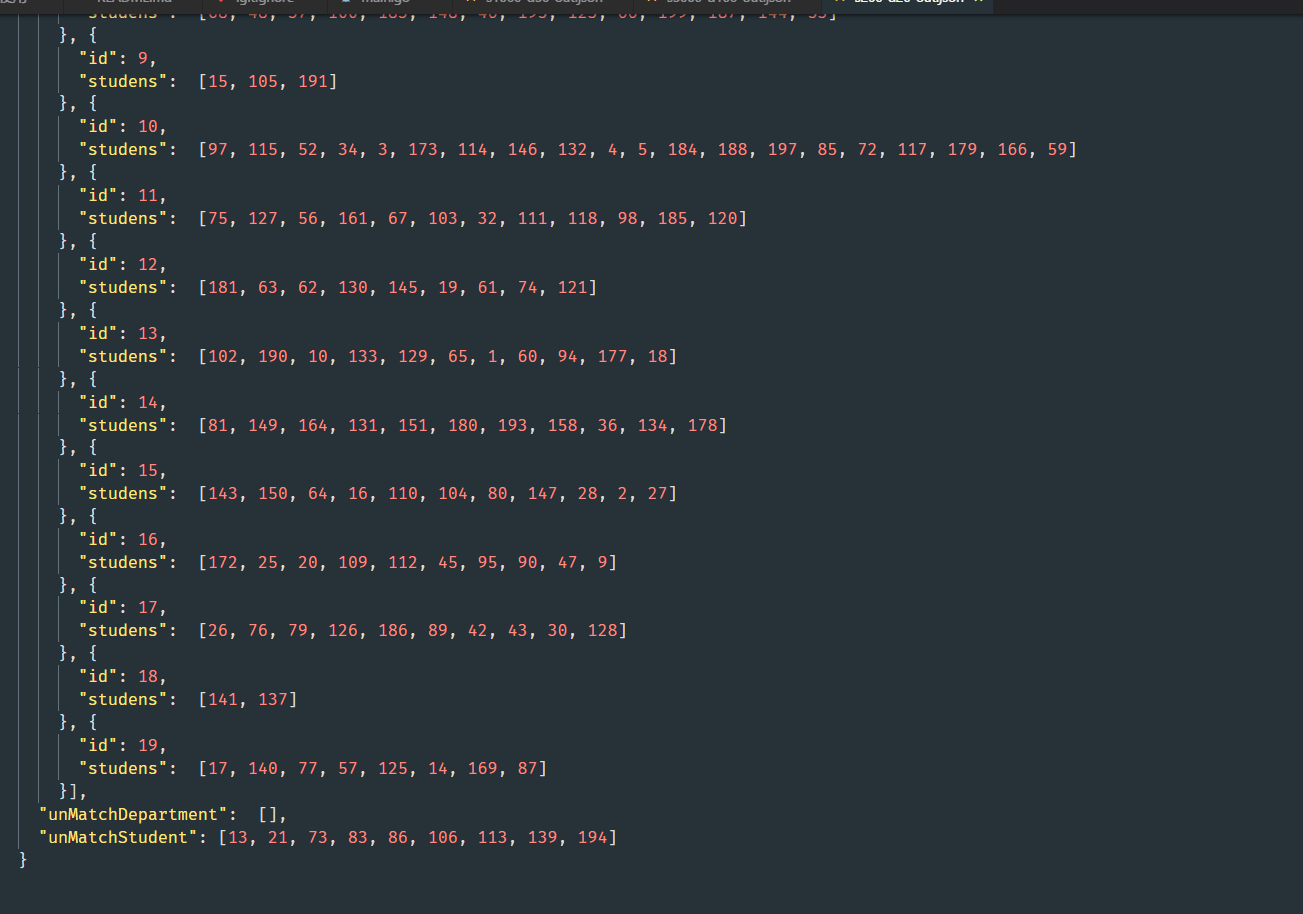 }, {
"id": 9,
"studens":  [15, 105, 191]
}, {
"id": 10,
"studens":  [97, 115, 52, 34, 3, 173, 114, 146, 132, 4, 5, 184, 188, 197, 85, 72, 117, 179, 166, 59]
}, {
"id": 11,
"studens":  [75, 127, 56, 161, 67, 103, 32, 111, 118, 98, 185, 120]
}, {
"id": 12,
"studens":  [181, 63, 62, 130, 145, 19, 61, 74, 121]
}, {
"id": 13,
"studens":  [102, 190, 10, 133, 129, 65, 1, 60, 94, 177, 18]
}, {
"id": 14,
"studens":  [81, 149, 164, 131, 151, 180, 193, 158, 36, 134, 178]
}, {
"id": 15,
"studens":  [143, 150, 64, 16, 110, 104, 80, 147, 28, 2, 27]
}, {
"id": 16,
"studens":  [172, 25, 20, 109, 112, 45, 95, 90, 47, 9]
}, {
"id": 17,
"studens":  [26, 76, 79, 126, 186, 89, 42, 43, 30, 128]
}, {
"id": 18,
"studens":  [141, 137]
}, {
"id": 19,
"studens":  [17, 140, 77, 57, 125, 14, 169, 87]
}],
"unMatchDepartment":  [],
"unMatchStudent": [13, 21, 73, 83, 86, 106, 113, 139, 194]
}